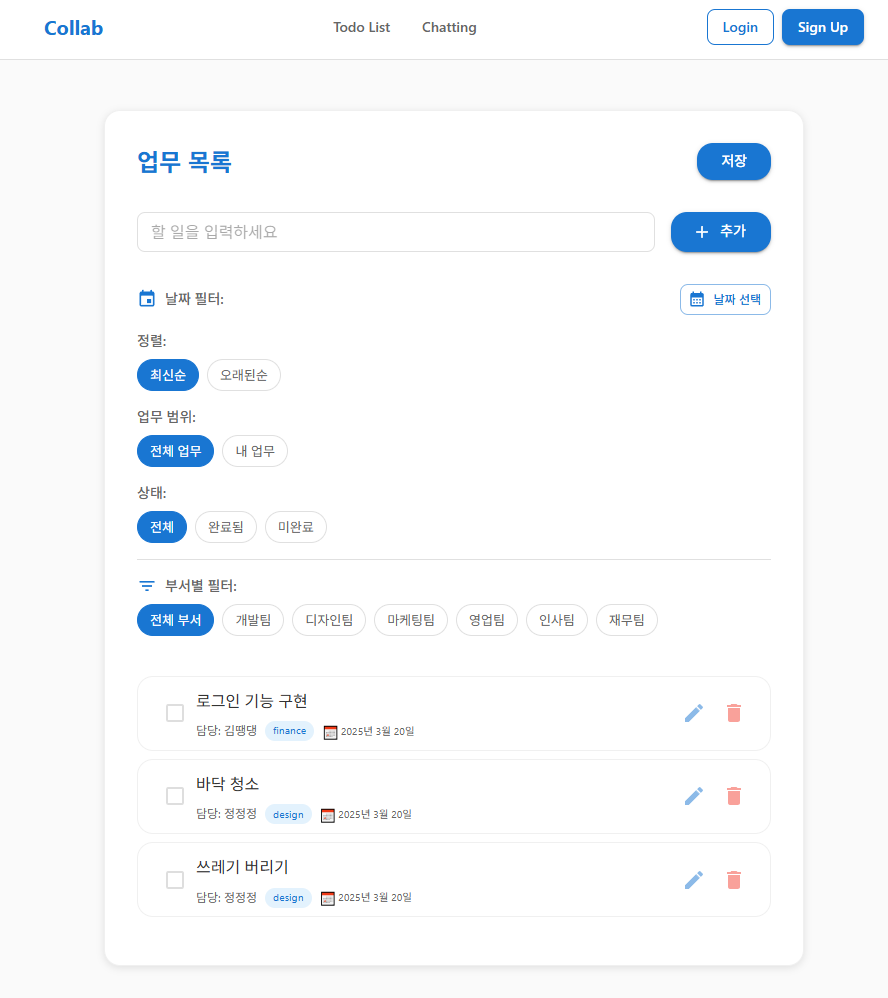 Collab Todo List Chatting Login Sign Up
업무 목록 저장
할 일을 입력하세요 + 추가
날짜 필터: 날짜 선택
정렬:
최신순 오래된순
업무 범위:
전체 업무 내 업무
상태:
전체 완료됨 미완료
부서별 필터:
전체 부서 개발팀 디자인팀 마케팅팀 영업팀 인사팀 재무팀
로그인 기능 구현
담당: 김땡댕 finance 2025년 3월 20일
바닥 청소
담당: 정정정 design 2025년 3월 20일
쓰레기 버리기
담당: 정정정 design 2025년 3월 20일